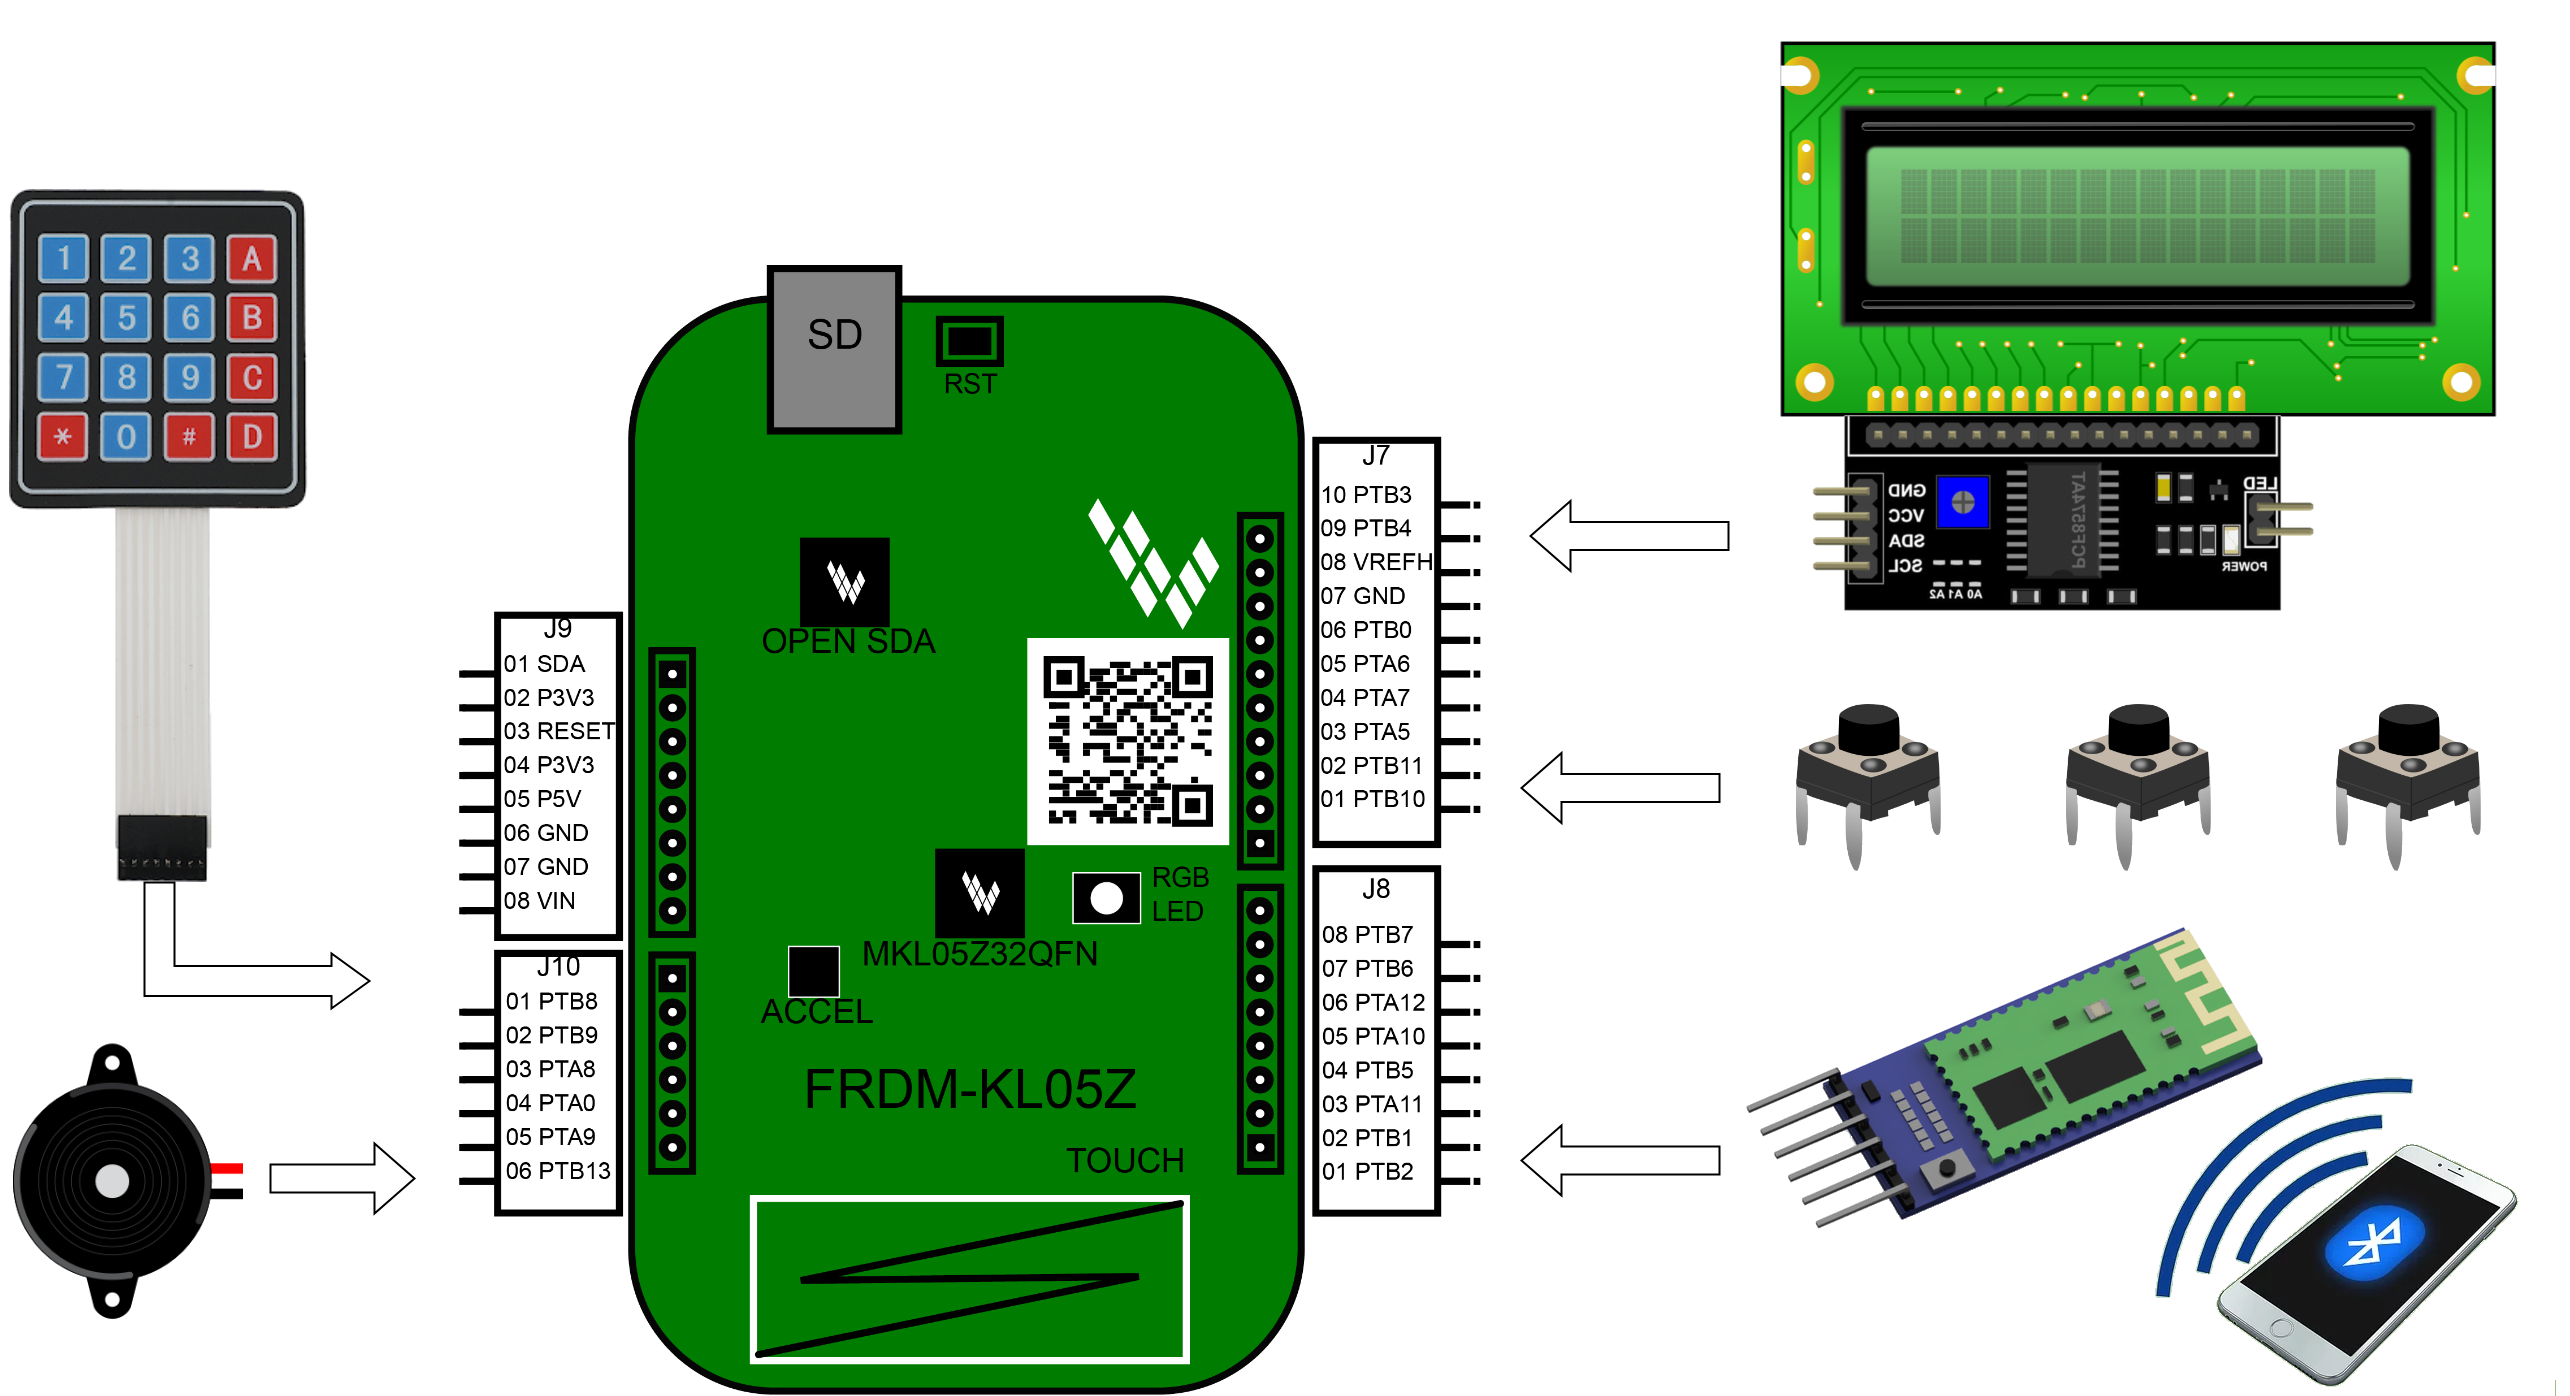 1 2 3 A
4 5 6 B
7 8 9 C
* 0 # D
SD
RST
OPEN SDA
MKL05Z32QFN
RGB
LED
ACCEL
FRDM-KL05Z
TOUCH
J9
01 SDA
02 P3V3
03 RESET
04 P3V3
05 P5V
06 GND
07 GND
08 VIN
J10
01 PTB8
02 PTB9
03 PTA8
04 PTA0
05 PTA9
06 PTB13
J7
10 PTB3
09 PTB4
08 VREFH
07 GND
06 PTB0
05 PTA6
04 PTA7
03 PTA5
02 PTB11
01 PTB10
J8
08 PTB7
07 PTB6
06 PTA12
05 PTA10
04 PTB5
03 PTA11
02 PTB1
01 PTB2
GND
VCC
SDA
SCL
A0 A1 A2
PCF8574AT
LED
POWER